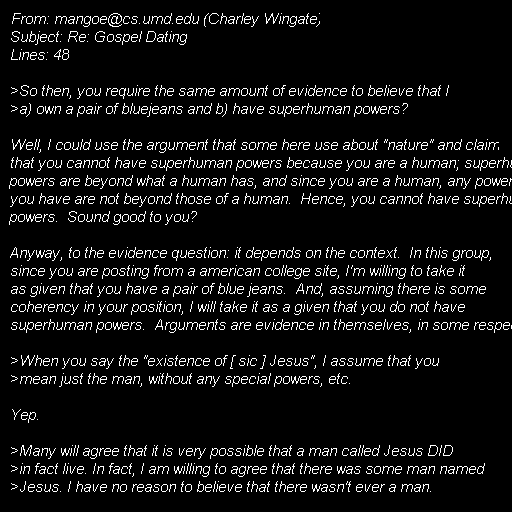 From: mangoe@cs.umd.edu (Charley Wingate)
Subject: Re: Gospel Dating
Lines: 48
>So then, you require the same amount of evidence to believe that I
>a) own a pair of bluejeans and b) have superhuman powers?
Well, I could use the argument that some here use about "nature" and claim
that you cannot have superhuman powers because you are a human; superhu
powers are beyond what a human has, and since you are a human, any power
you have are not beyond those of a human.  Hence, you cannot have superhu
powers.  Sound good to you?
Anyway, to the evidence question: it depends on the context.  In this group,
since you are posting from a american college site, I'm willing to take it
as given that you have a pair of blue jeans.  And, assuming there is some
coherency in your position, I will take it as a given that you do not have
superhuman powers.  Arguments are evidence in themselves, in some respe
>When you say the "existence of [ sic ] Jesus", I assume that you
>mean just the man, without any special powers, etc.
Yep.
>Many will agree that it is very possible that a man called Jesus DID
>in fact live. In fact, I am willing to agree that there was some man named
>Jesus. I have no reason to believe that there wasn't ever a man.